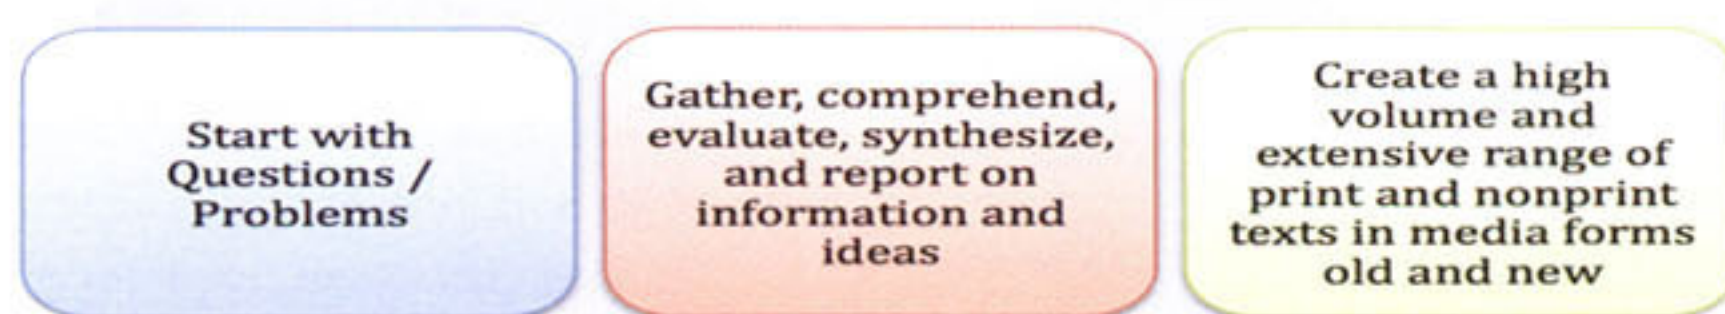 Start with
Questions /
Problems
Gather, comprehend,
evaluate, synthesize,
and report on
information and
ideas
Create a high
volume and
extensive range of
print and nonprint
texts in media forms
old and new